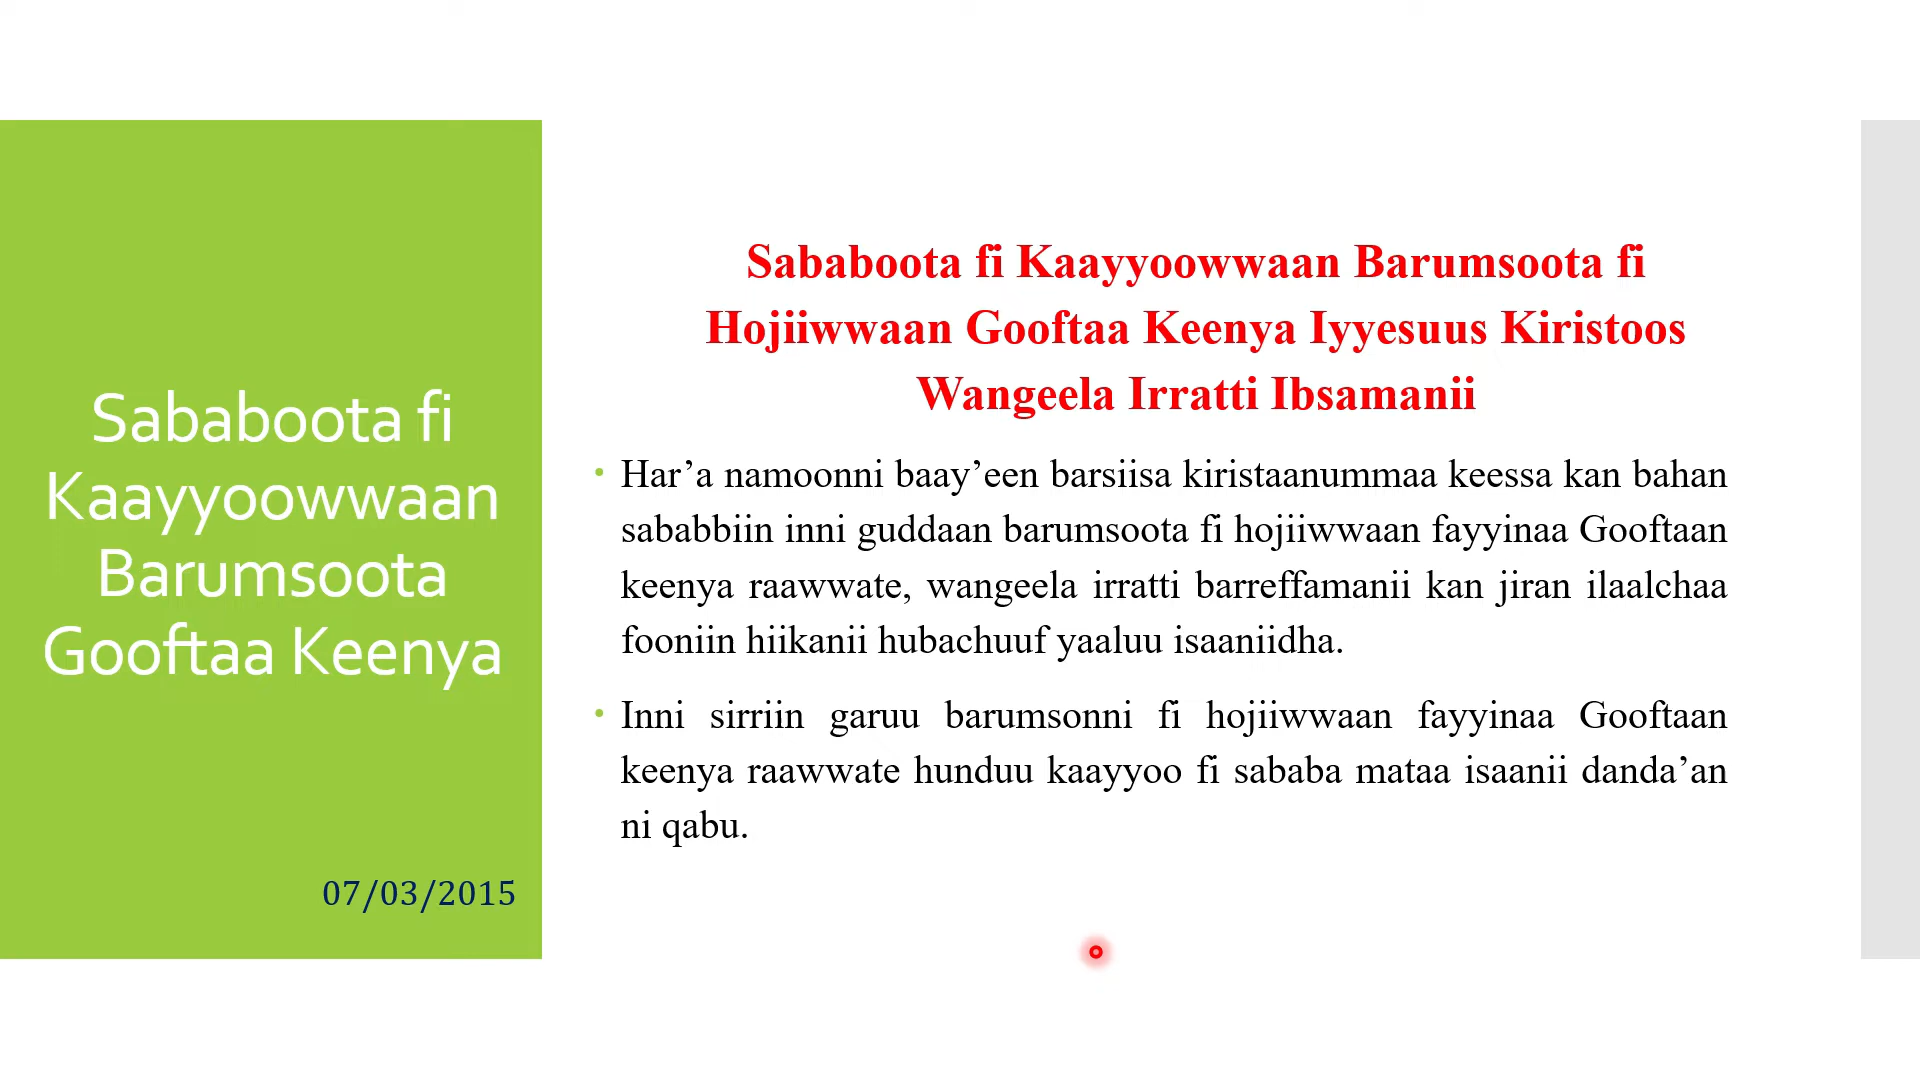 Sababoota fi
Kaayyoowwaan
Barumsoota
Gooftaa Keenya
07/03/2015
Sababoota fi Kaayyoowwaan Barumsoota fi
Hojiiwwaan Gooftaa Keenya Iyyesuus Kiristoos
Wangeela Irratti Ibsamanii
• Har’a namoonni baay’een barsiisa kiristaanummaa keessa kan bahan
sababbiin inni guddaan barumsoota fi hojiiwwaan fayyinaa Gooftaan
keenya raawwate, wangeela irratti barreffamanii kan jiran ilaalchaa
fooniin hiikanii hubachuuf yaaluu isaaniidha.
• Inni sirriin garuu barumsonni fi hojiiwwaan fayyinaa Gooftaan
keenya raawwate hunduu kaayyoo fi sababa mataa isaanii danda’an
ni qabu.